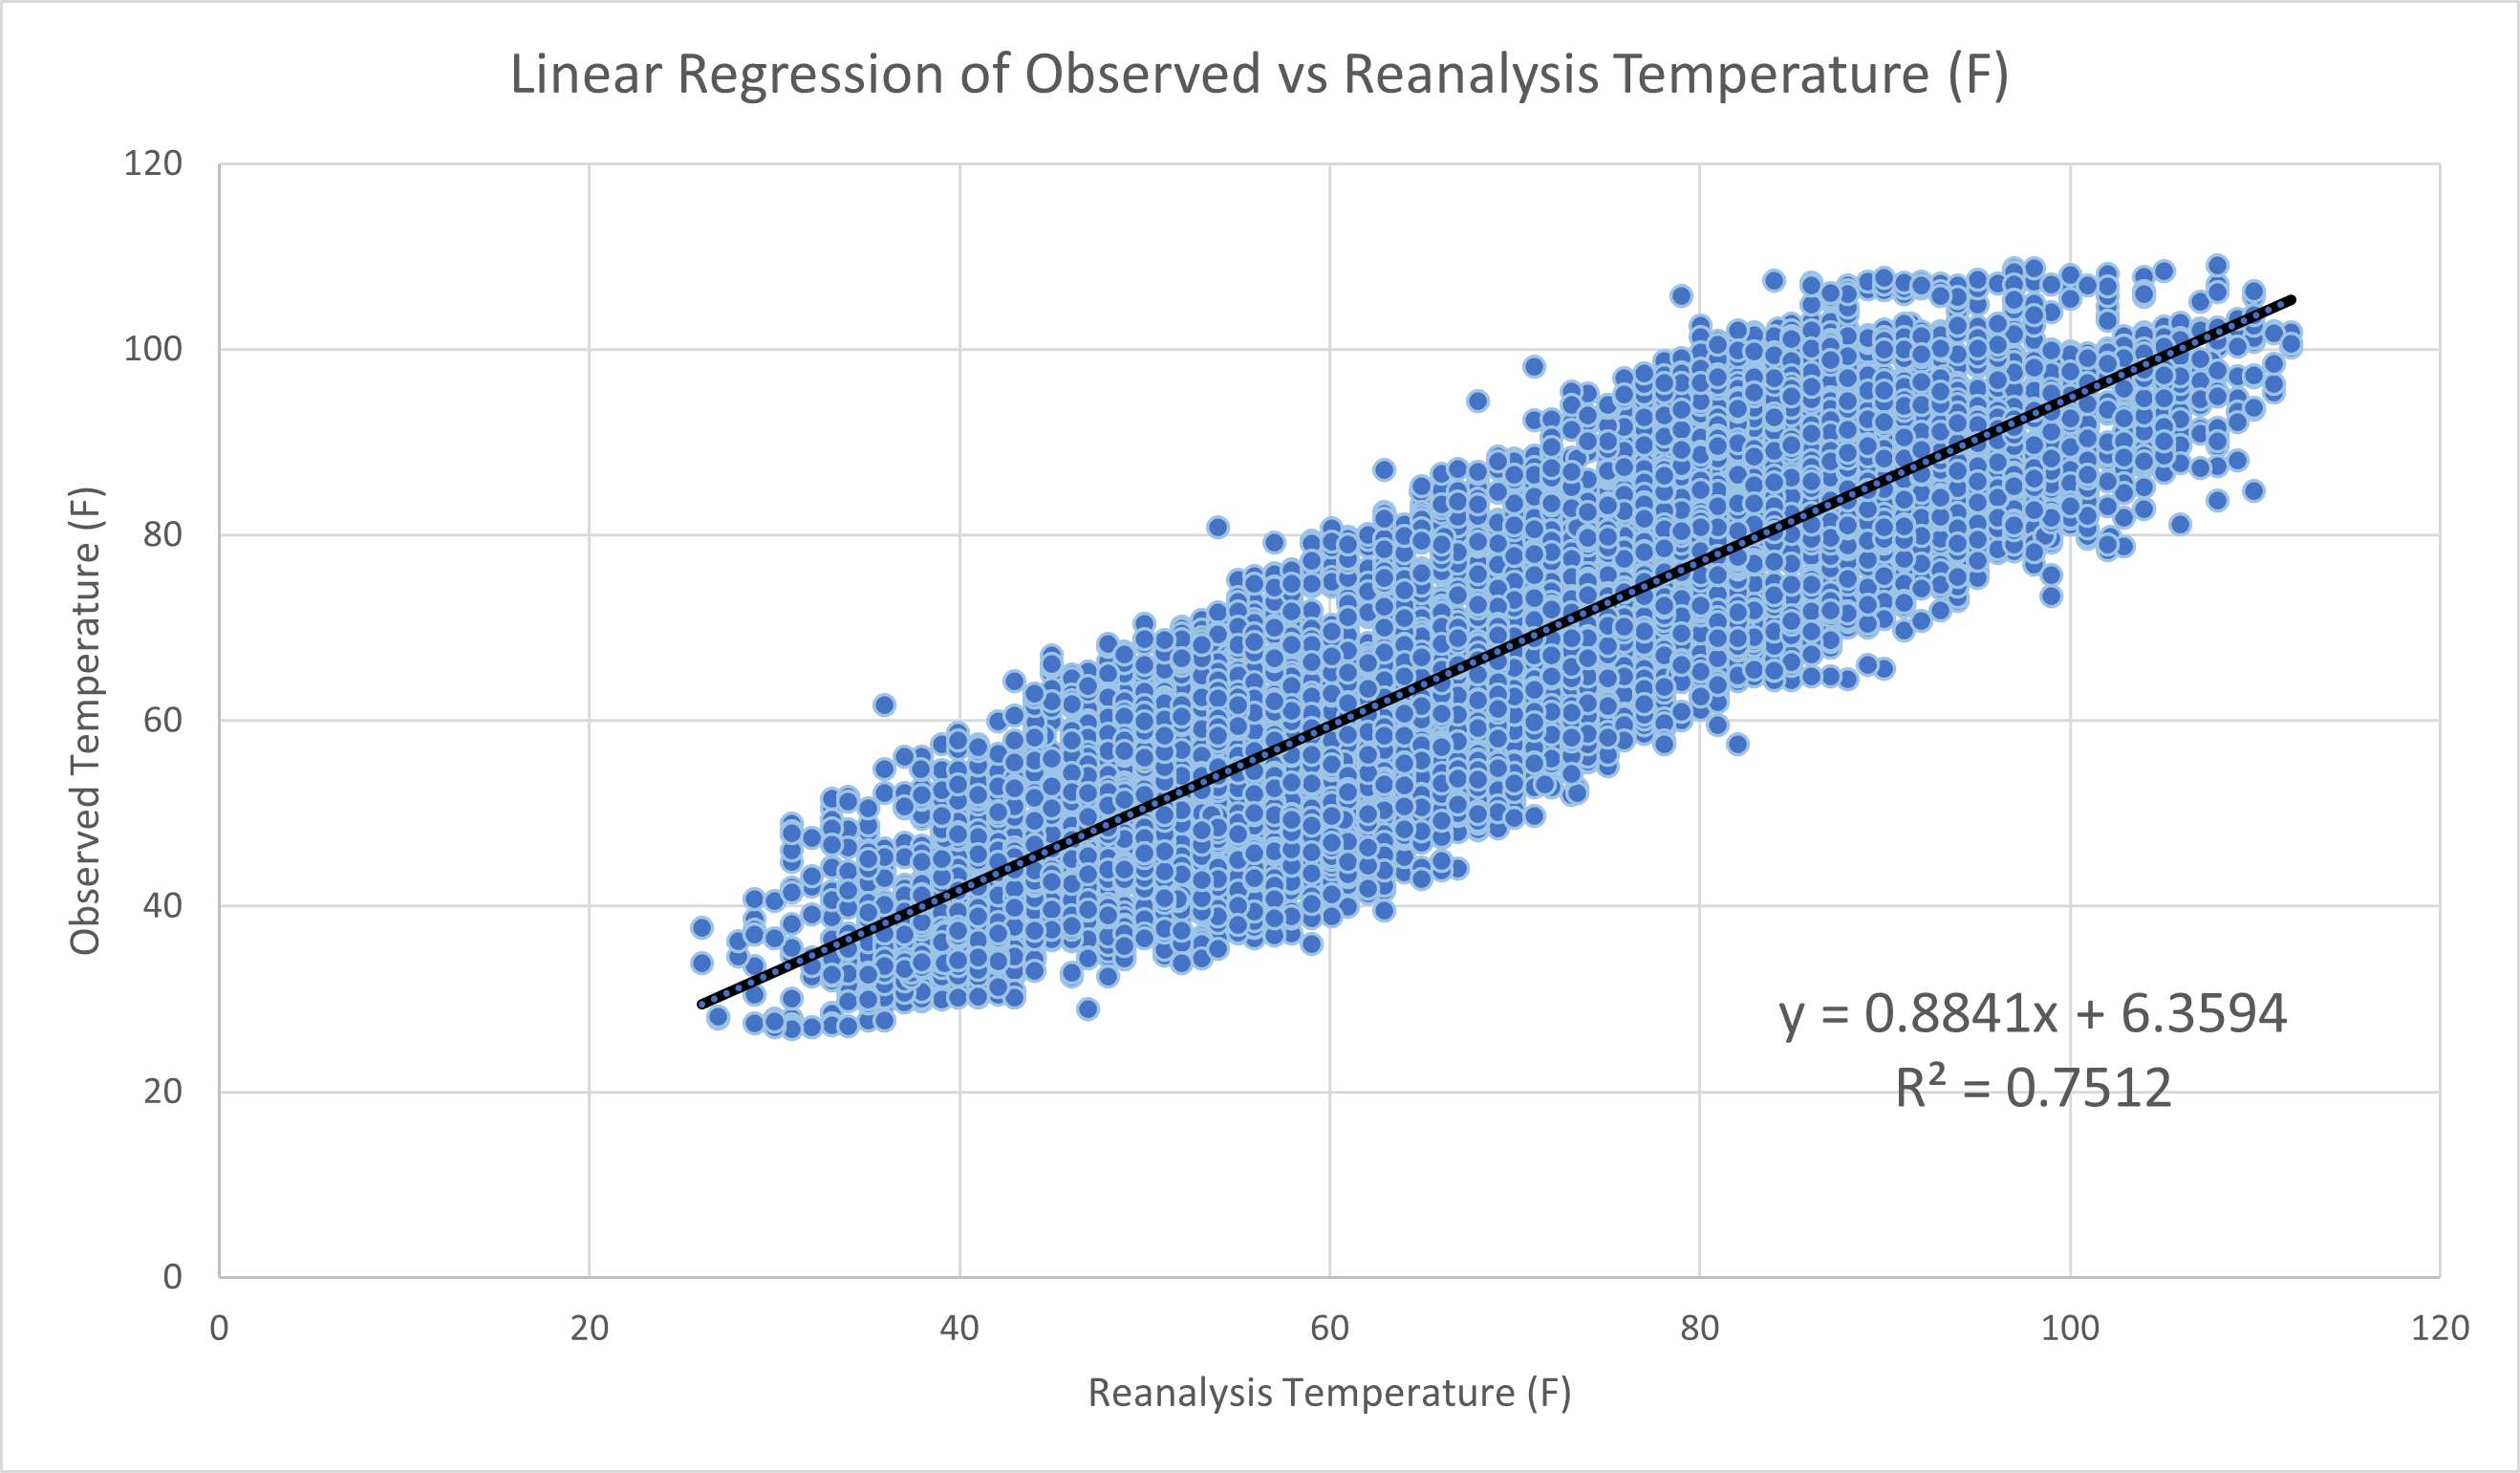 Linear Regression of Observed vs Reanalysis Temperature (F)
120
100
80
60
40
20
0
Observed Temperature (F)
y = 0.8841x + 6.3594
R² = 0.7512
0 20 40 60 80 100 120
Reanalysis Temperature (F)